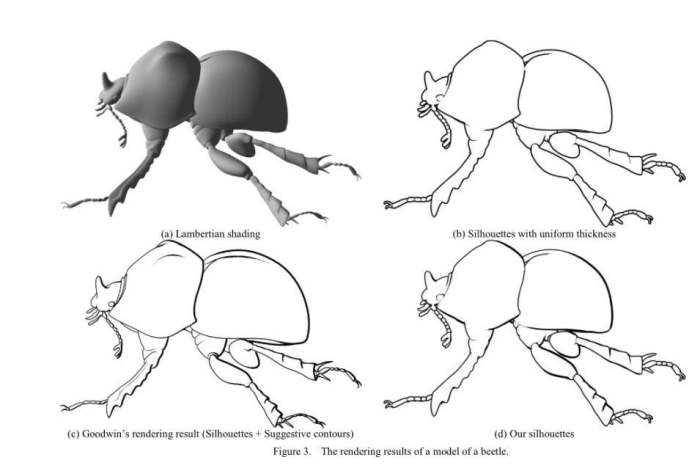 (a) Lambertian shading
(b) Silhouettes with uniform thickness
(c) Goodwin's rendering result (Silhouettes + Suggestive contours)
(d) Our silhouettes
Figure 3. The rendering results of a model of a beetle.